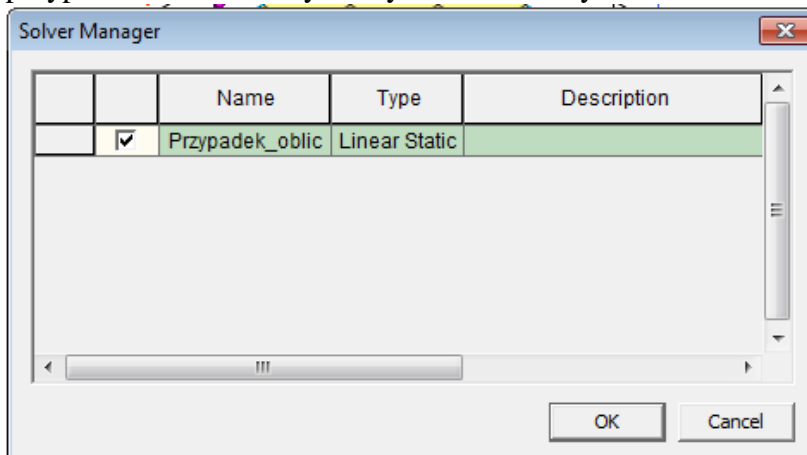 Solver Manager
Name Type Description
Przypadek_oblic Linear Static
OK Cancel